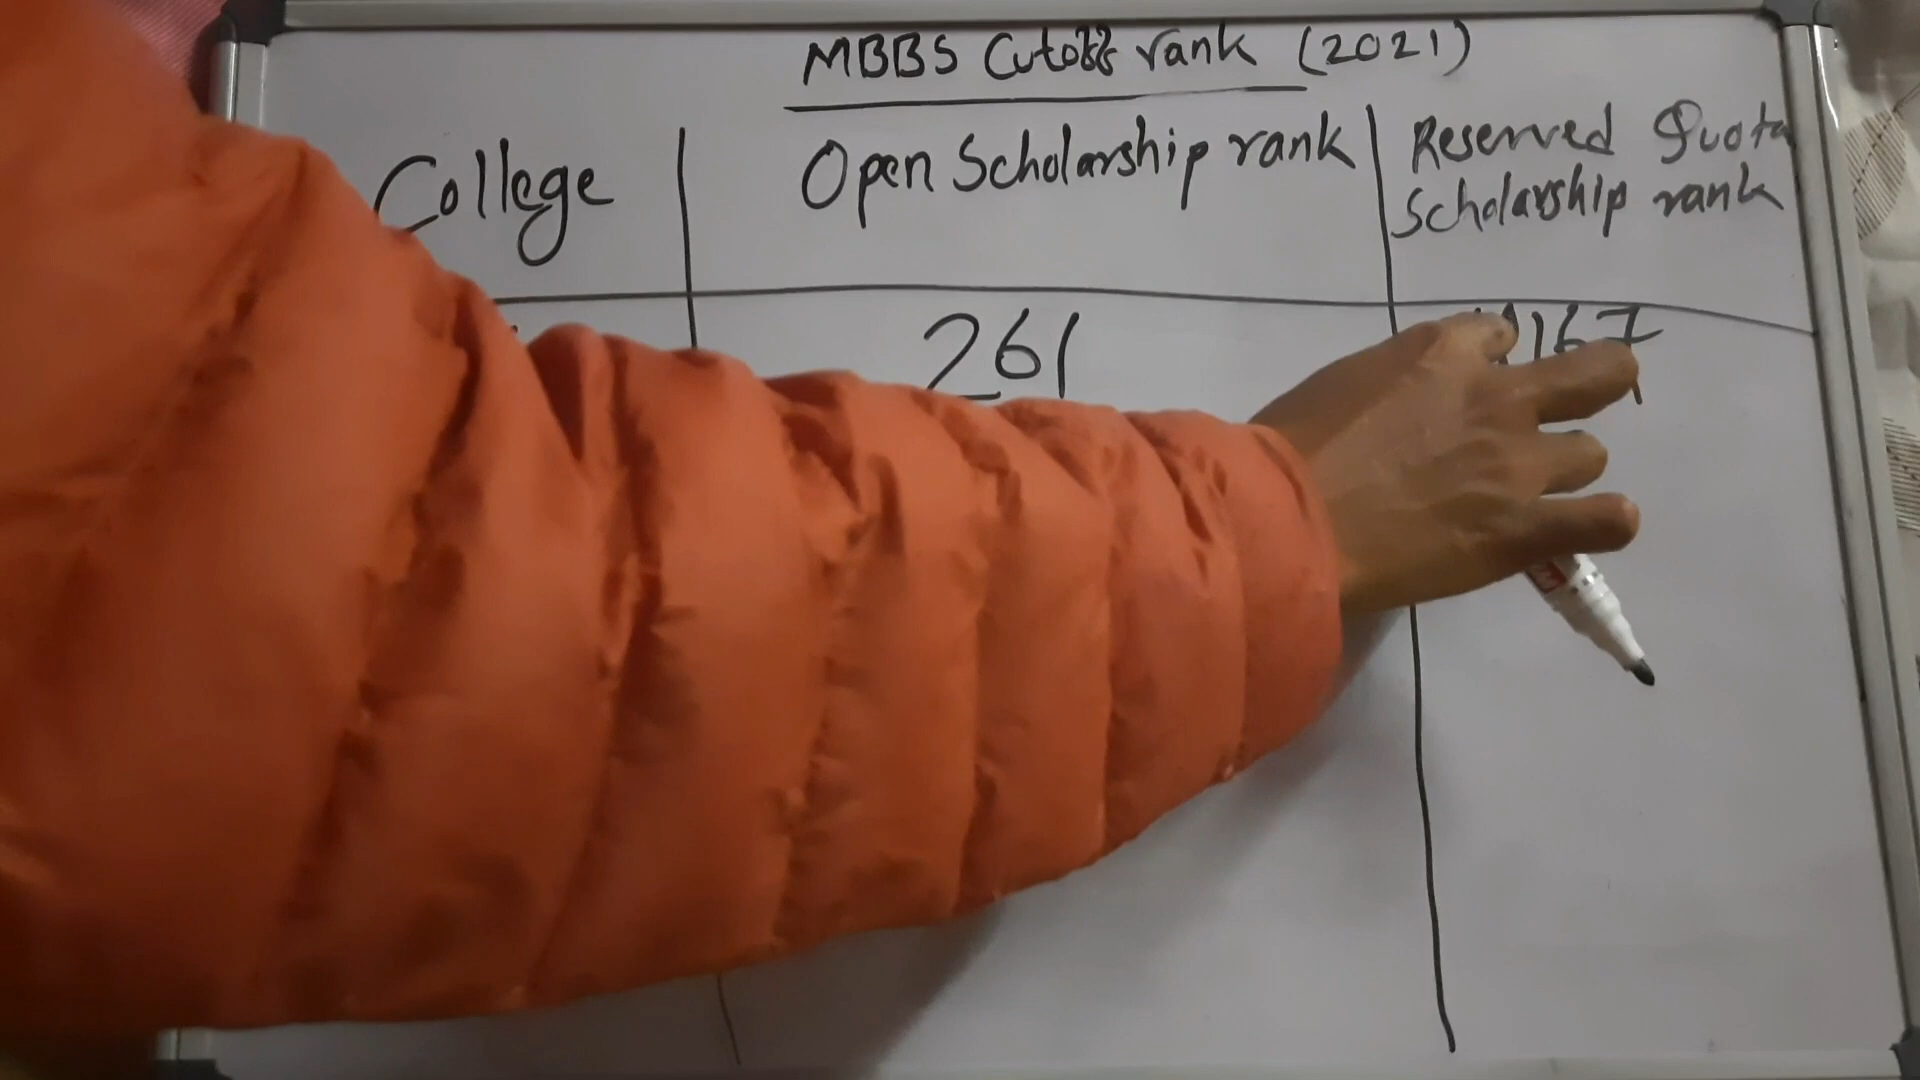 MBBS Cutoff rank (2021)
College
Open Scholarship rank
Reserved Quota
Scholarship rank
261